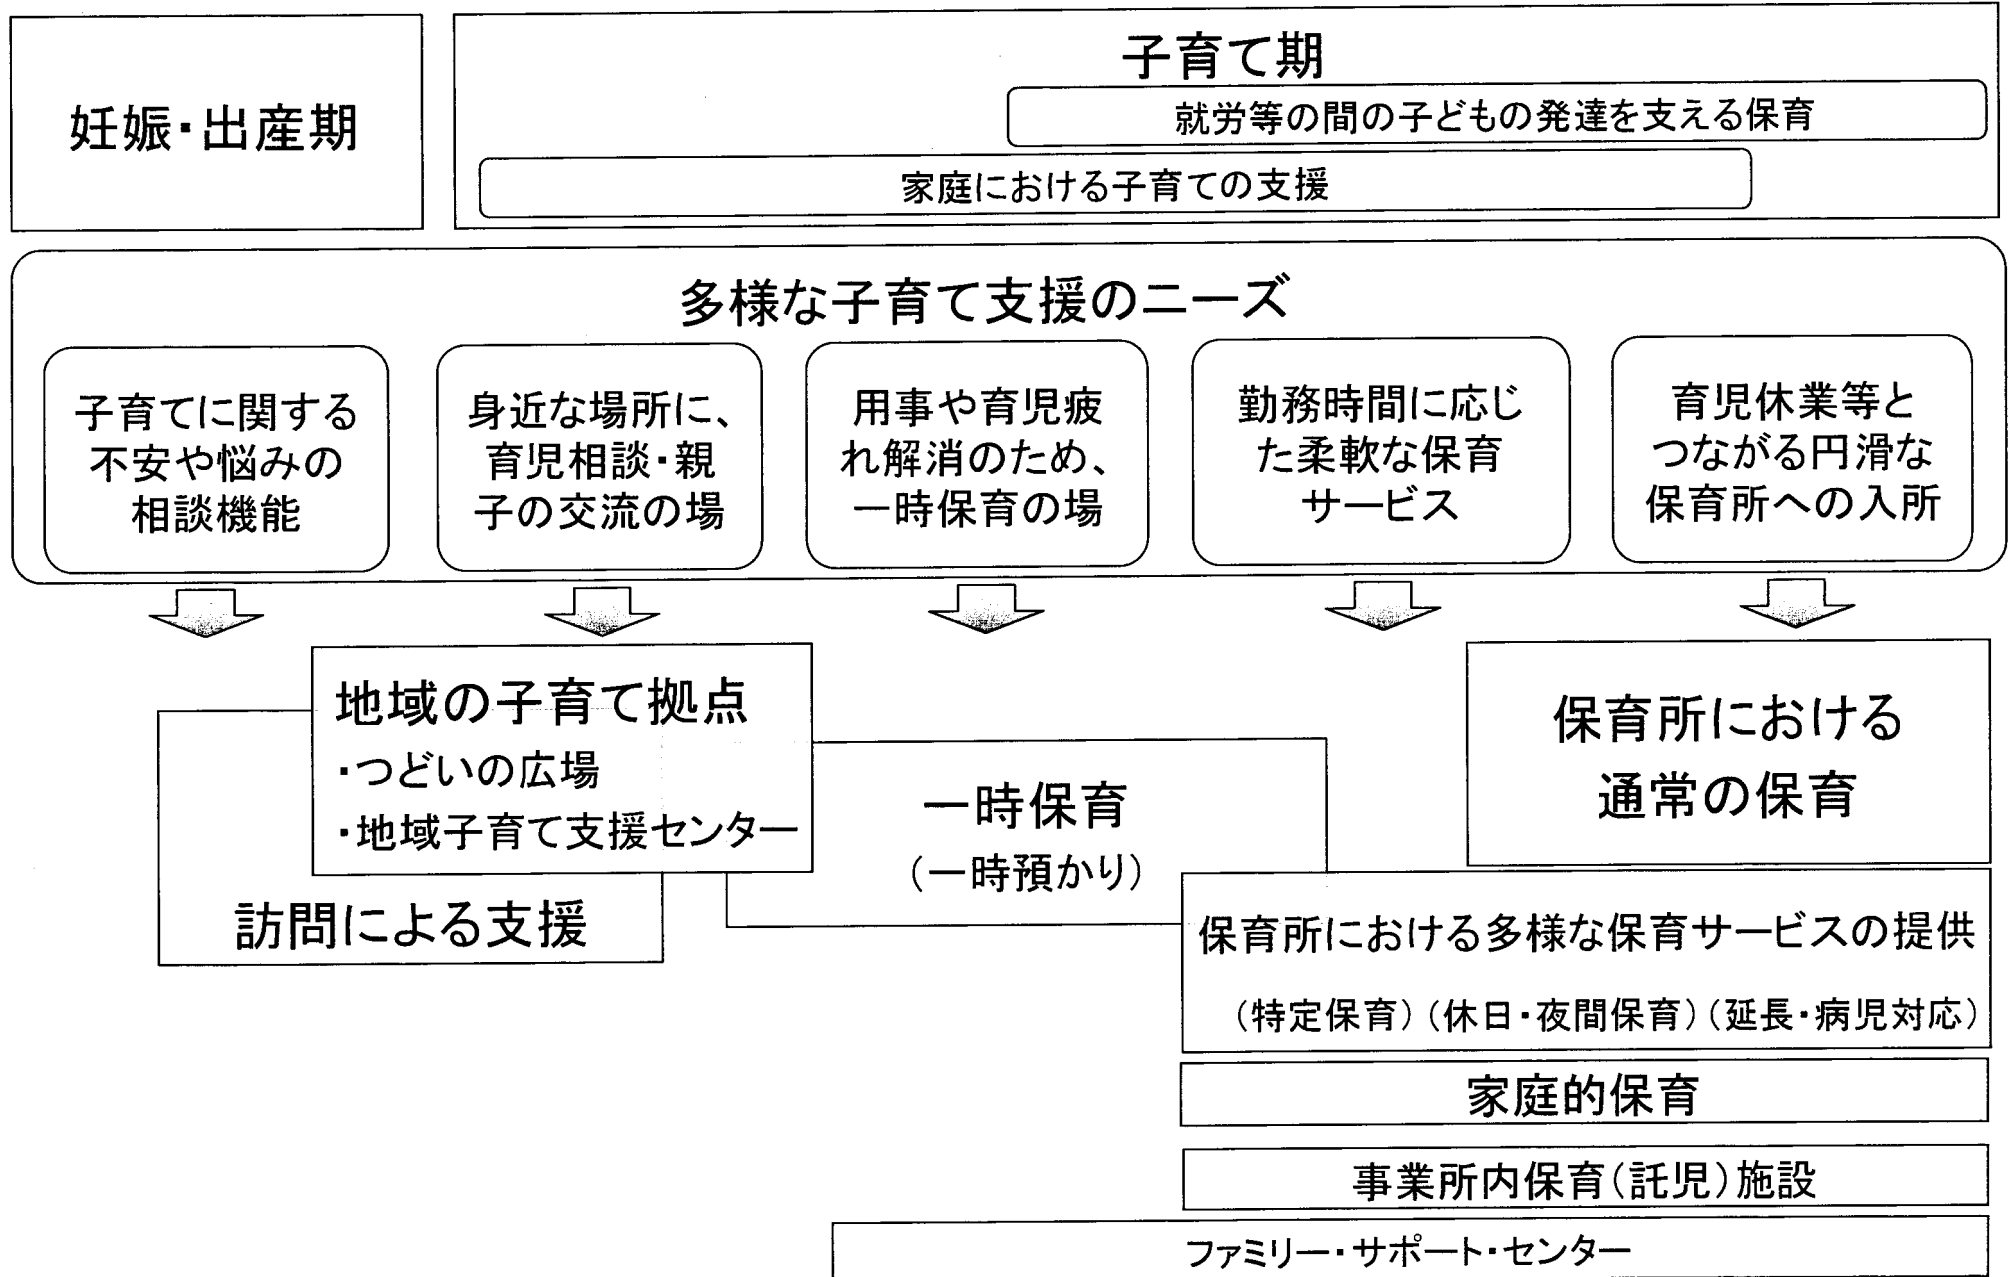 妊娠・出産期
子育て期
就労等の間の子どもの発達を支える保育
家庭における子育ての支援
多様な子育て支援のニーズ
子育てに関する
不安や悩みの
相談機能
身近な場所に、
育児相談・親
子の交流の場
用事や育児疲
れ解消のため、
一時保育の場
勤務時間に応じ
た柔軟な保育
サービス
育児休業等と
つながる円滑な
保育所への入所
地域の子育て拠点
・つどいの広場
・地域子育て支援センター
訪問による支援
一時保育
（一時預かり）
保育所における
通常の保育
保育所における多様な保育サービスの提供
（特定保育）（休日・夜間保育）（延長・病児対応）
家庭的保育
事業所内保育（託児）施設
ファミリー・サポート・センター